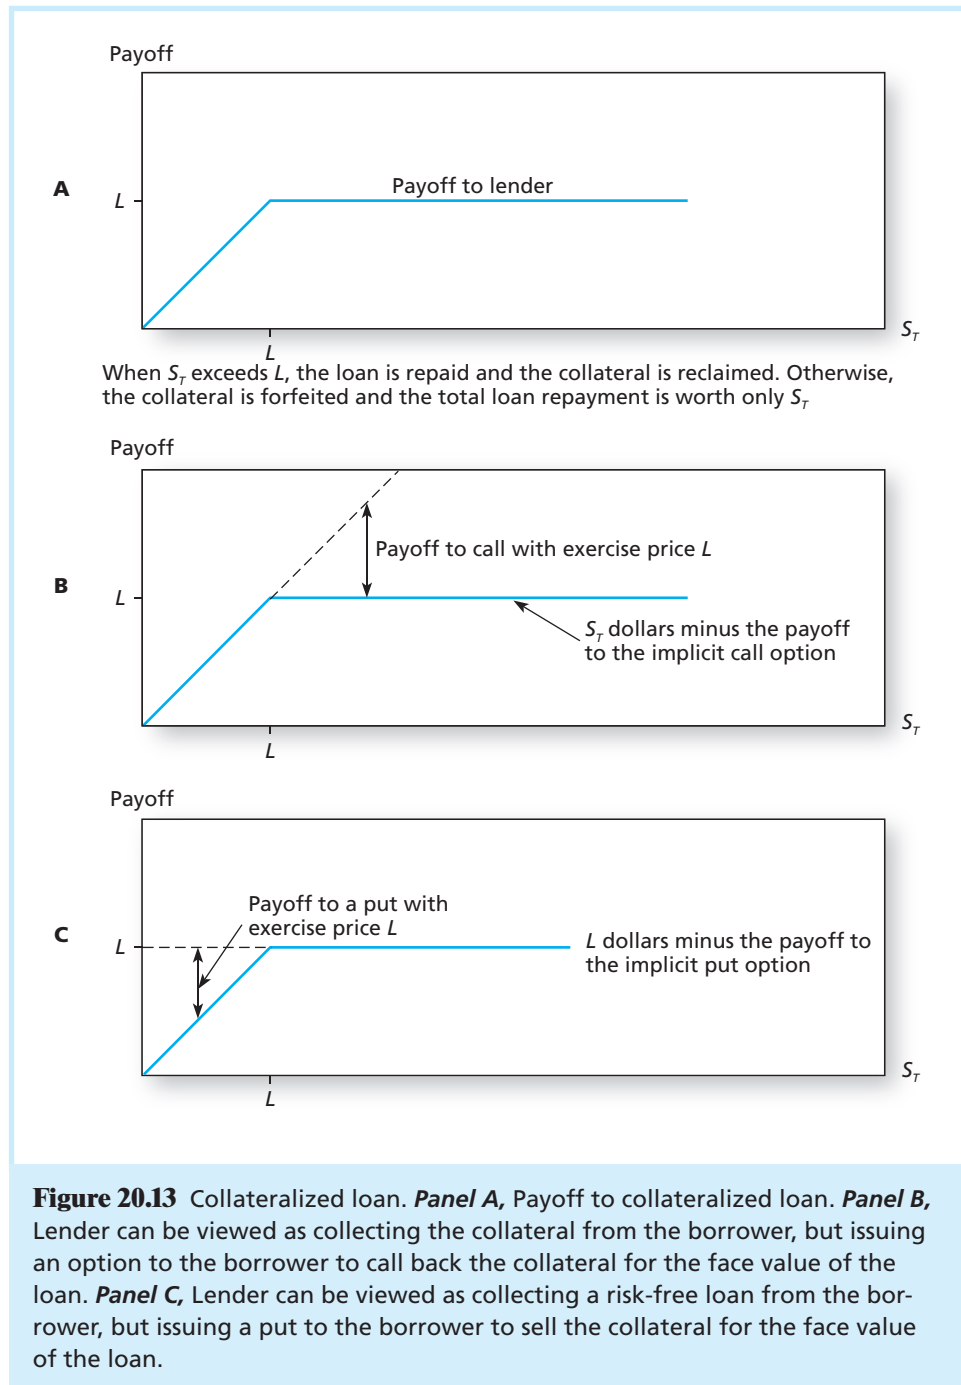 Payoff
A
L
Payoff to lender
L
S_T
When S_T exceeds L, the loan is repaid and the collateral is reclaimed. Otherwise,
the collateral is forfeited and the total loan repayment is worth only S_T
Payoff
Payoff to call with exercise price L
B
L
S_T dollars minus the payoff
to the implicit call option
S_T
L
Payoff
Payoff to a put with
exercise price L
C
L
L dollars minus the payoff to
the implicit put option
S_T
L
Figure 20.13 Collateralized loan. Panel A, Payoff to collateralized loan. Panel B,
Lender can be viewed as collecting the collateral from the borrower, but issuing
an option to the borrower to call back the collateral for the face value of the
loan. Panel C, Lender can be viewed as collecting a risk-free loan from the bor-
rower, but issuing a put to the borrower to sell the collateral for the face value
of the loan.